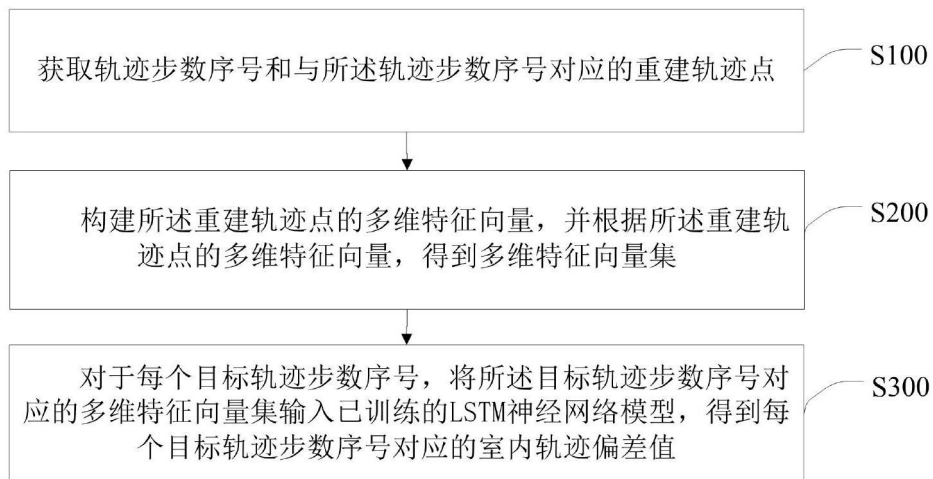 获取轨迹步数序号和与所述轨迹步数序号对应的重建轨迹点
S100
构建所述重建轨迹点的多维特征向量，并根据所述重建轨
迹点的多维特征向量，得到多维特征向量集
S200
对于每个目标轨迹步数序号，将所述目标轨迹步数序号对
应的多维特征向量集输入已训练的LSTM神经网络模型，得到每
个目标轨迹步数序号对应的室内轨迹偏差值
S300